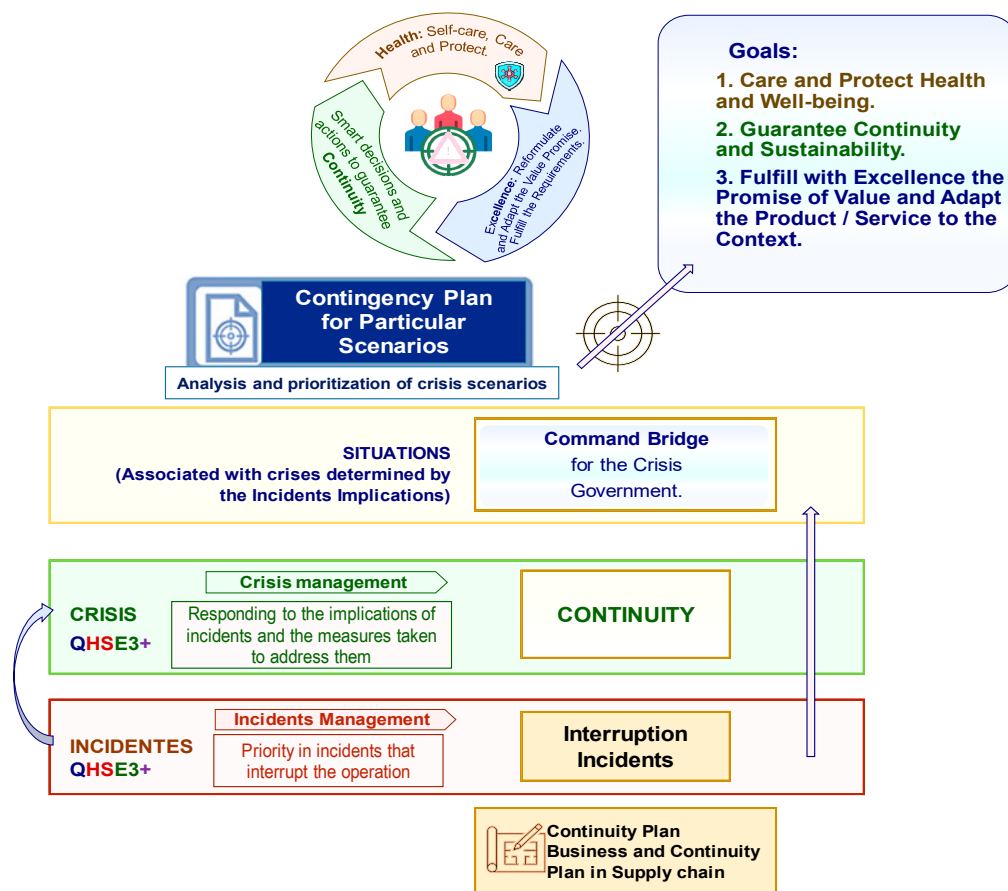 Health: Self-care, Care
and Protect.
Smart decisions and
actions to guarantee
Continuity
Excellence: Reformulate
and Adapt the Value Promise.
Fulfill the Requirements.
Goals:
1. Care and Protect Health
and Well-being.
2. Guarantee Continuity
and Sustainability.
3. Fulfill with Excellence the
Promise of Value and Adapt
the Product / Service to the
Context.
Contingency Plan
for Particular
Scenarios
Analysis and prioritization of crisis scenarios
SITUATIONS
(Associated with crises determined by
the Incidents Implications)
Command Bridge
for the Crisis
Government.
CRISIS
QHSE3+
Crisis management
Responding to the implications of
incidents and the measures taken
to address them
CONTINUITY
INCIDENTES
QHSE3+
Incidents Management
Priority in incidents that
interrupt the operation
Interruption
Incidents
Continuity Plan
Business and Continuity
Plan in Supply chain